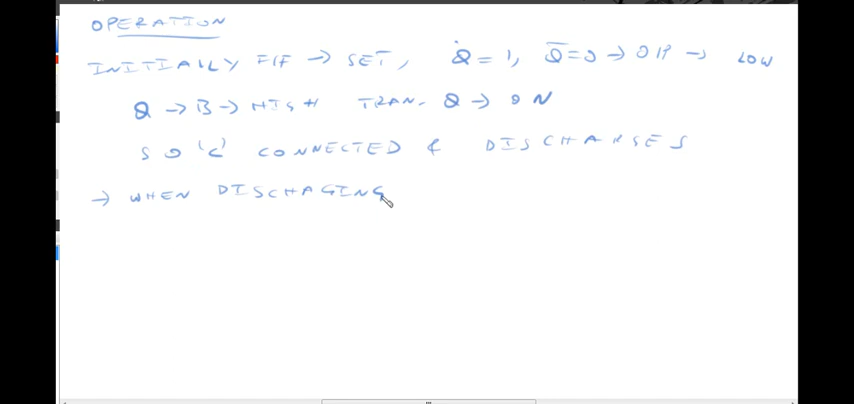 OPERATION
INITIALLY F/F → SET, Q = 1, Q̅ = 0 → O/P → LOW
Q → B → HIGH TRAN. Q → ON
SO 'C' CONNECTED & DISCHARGES
→ WHEN DISCHAGING